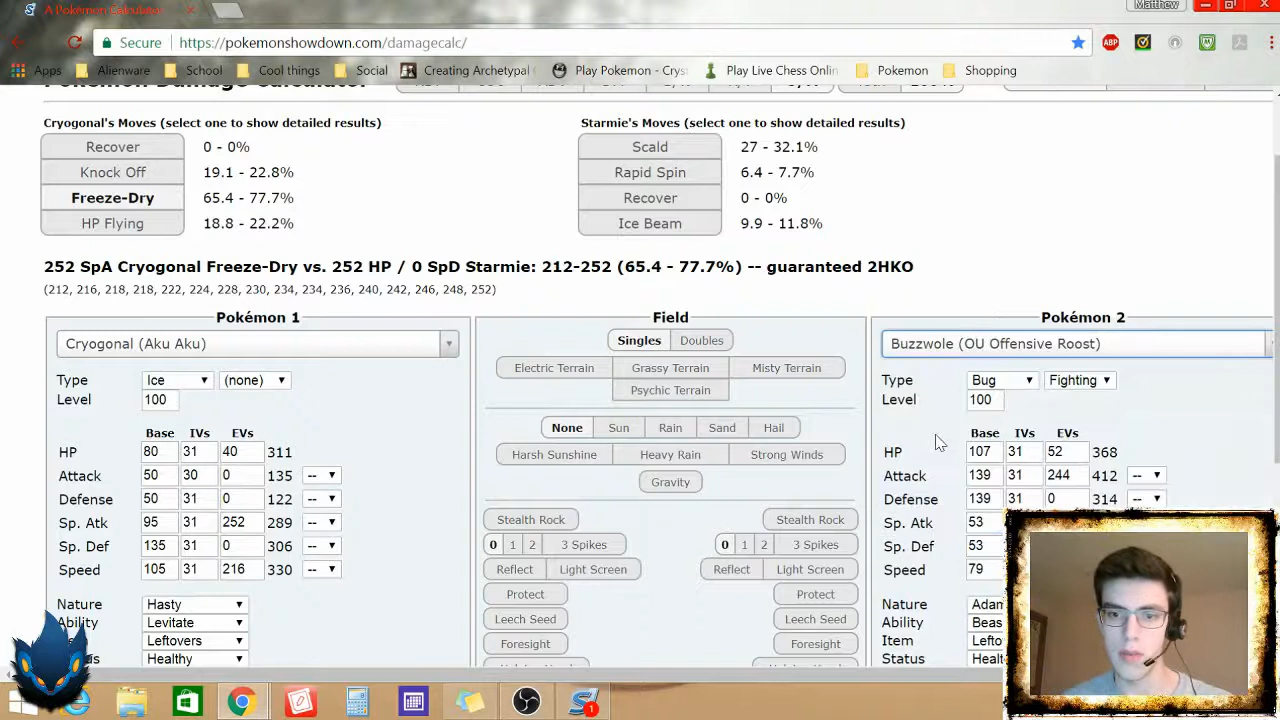 A Pokémon Calculator
Matthew
Secure https://pokemonshowdown.com/damagecalc/
ABP
Apps Alienware School Cool things Social Creating Archetypal Play Pokemon - Crys Play Live Chess Onlin Pokemon Shopping
Pokémon Damage Calculator
Cryogonal's Moves (select one to show detailed results) Starmie's Moves (select one to show detailed results)
Recover 0 - 0% Scald 27 - 32.1%
Knock Off 19.1 - 22.8% Rapid Spin 6.4 - 7.7%
Freeze-Dry 65.4 - 77.7% Recover 0 - 0%
HP Flying 18.8 - 22.2% Ice Beam 9.9 - 11.8%
252 SpA Cryogonal Freeze-Dry vs. 252 HP / 0 SpD Starmie: 212-252 (65.4 - 77.7%) -- guaranteed 2HKO
(212, 216, 218, 218, 222, 224, 228, 230, 234, 234, 236, 240, 242, 246, 248, 252)
Pokémon 1
Cryogonal (Aku Aku)
Type Ice (none)
Level 100
Base IVs EVs
HP 80 31 40 311
Attack 50 30 0 135 --
Defense 50 31 0 122 --
Sp. Atk 95 31 252 289 --
Sp. Def 135 31 0 306 --
Speed 105 31 216 330 --
Nature Hasty
Ability Levitate
Item Leftovers
Status Healthy
Field
Singles Doubles
Electric Terrain Grassy Terrain Misty Terrain
Psychic Terrain
None Sun Rain Sand Hail
Harsh Sunshine Heavy Rain Strong Winds
Gravity
Stealth Rock Stealth Rock
0 1 2 3 Spikes 0 1 2 3 Spikes
Reflect Light Screen Reflect Light Screen
Protect Protect
Leech Seed Leech Seed
Foresight Foresight
Pokémon 2
Buzzwole (OU Offensive Roost)
Type Bug Fighting
Level 100
Base IVs EVs
HP 107 31 52 368
Attack 139 31 244 412 --
Defense 139 31 0 314 --
Sp. Atk 53
Sp. Def 53
Speed 79
Nature Adam
Ability Beas
Item Lefto
Status Healt
1